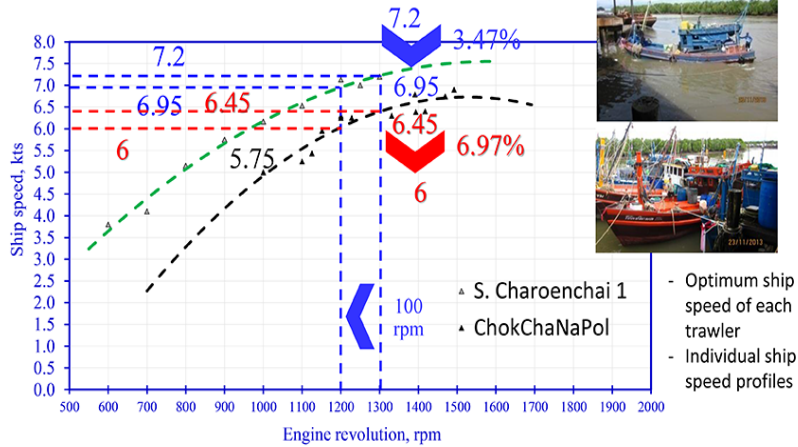 7.2
3.47%
6.95
6.45
6.97%
6
7.2
6.95
6.45
6
5.75
8.0
7.5
7.0
6.5
6.0
5.5
5.0
4.5
4.0
3.5
3.0
2.5
2.0
1.5
1.0
0.5
0.0
Ship speed, kts
100
rpm
S. Charoenchai 1
ChokChaNaPol
500 600 700 800 900 1000 1100 1200 1300 1400 1500 1600 1700 1800 1900 2000
Engine revolution, rpm
23/11/2013
- Optimum ship
speed of each
trawler
- Individual ship
speed profiles